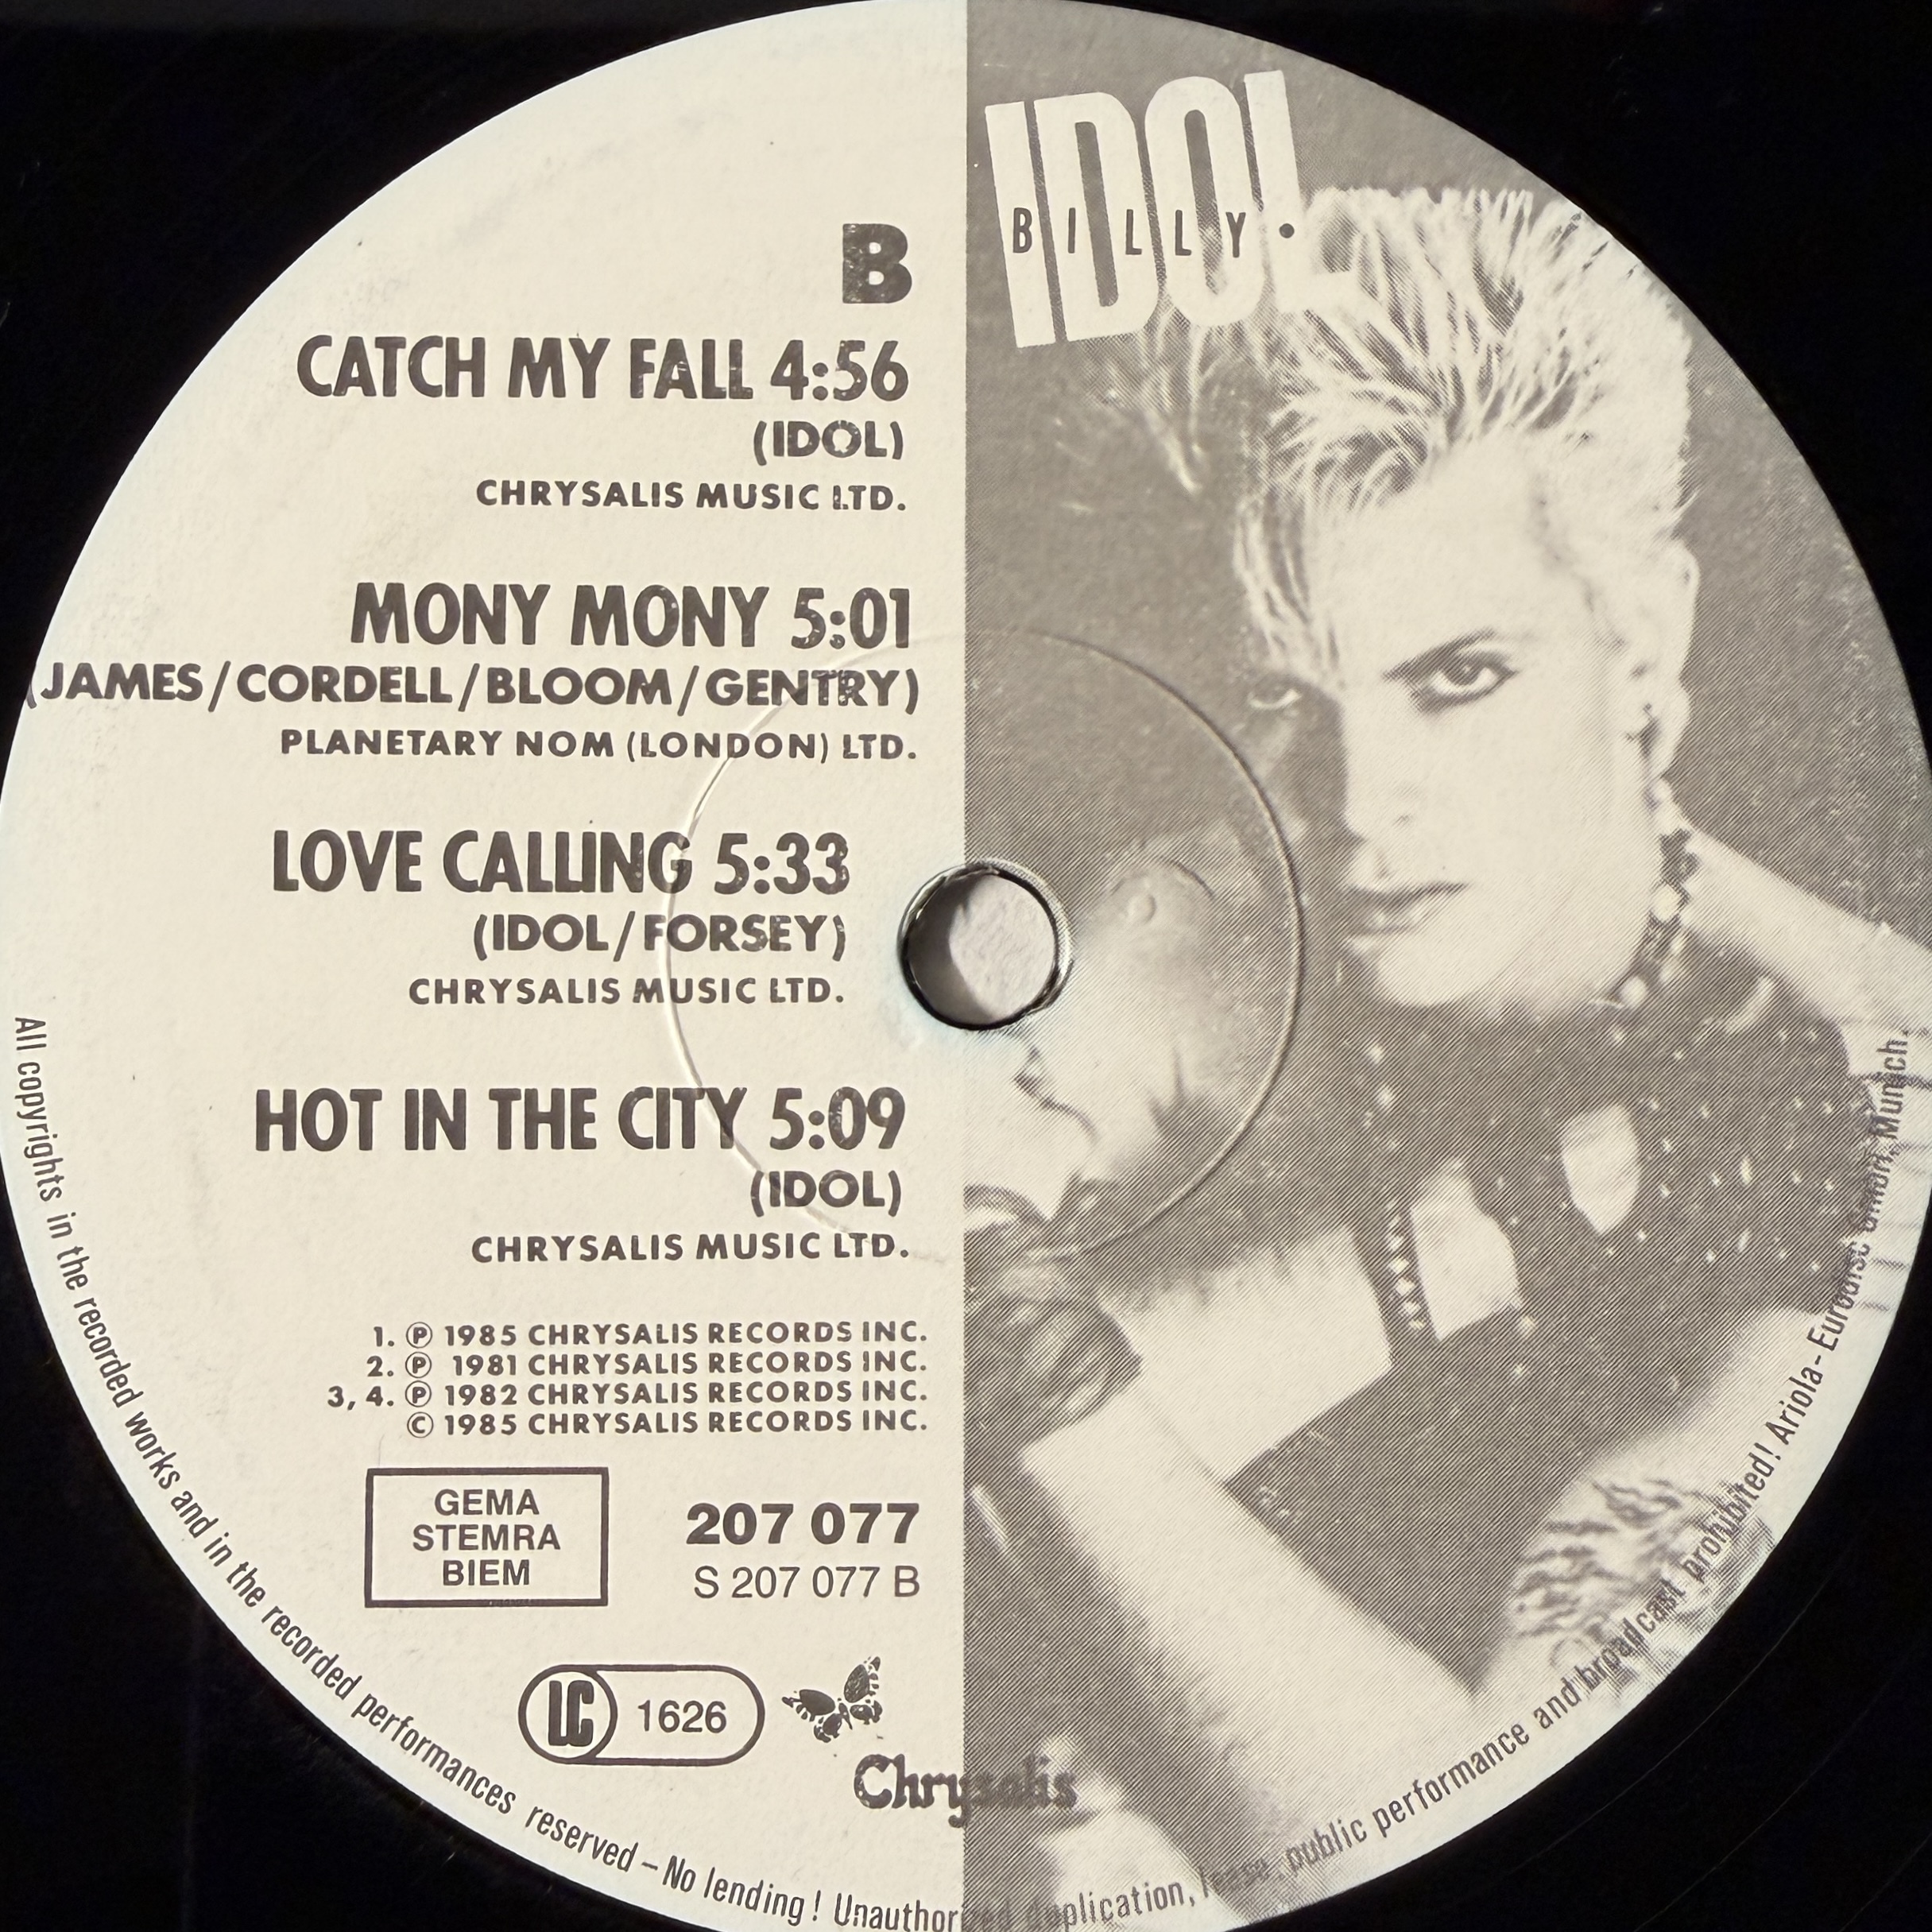 IDOL
BILLY
B
CATCH MY FALL 4:56
(IDOL)
CHRYSALIS MUSIC LTD.
MONY MONY 5:01
(JAMES/CORDELL/BLOOM/GENTRY)
PLANETARY NOM (LONDON) LTD.
LOVE CALLING 5:33
(IDOL/FORSEY)
CHRYSALIS MUSIC LTD.
HOT IN THE CITY 5:09
(IDOL)
CHRYSALIS MUSIC LTD.
1. ℗ 1985 CHRYSALIS RECORDS INC.
2. ℗ 1981 CHRYSALIS RECORDS INC.
3, 4. ℗ 1982 CHRYSALIS RECORDS INC.
© 1985 CHRYSALIS RECORDS INC.
GEMA
STEMRA
BIEM
207 077
S 207 077 B
LC 1626
Chrysalis
All copyrights in the recorded works and in the recorded performances reserved – No lending! Unauthorized duplication, lease, public performance and broadcast prohibited! Ariola-Eurodisc GmbH, Munich.